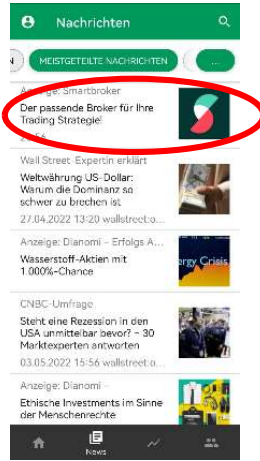 Nachrichten
N
MEISTGETEILTE NACHRICHTEN
...
Anzeige: Smartbroker
Der passende Broker für Ihre
Trading Strategie!
Wall Street-Expertin erklärt
Weltwährung US-Dollar:
Warum die Dominanz so
schwer zu brechen ist
27.04.2022 13:20 wallstreet:o...
Anzeige: Dianomi - Erfolgs A...
Wasserstoff-Aktien mit
1.000%-Chance
ergy Crisis
CNBC-Umfrage
Steht eine Rezession in den
USA unmittelbar bevor? - 30
Marktexperten antworten
03.05.2022 15:56 wallstreet:o...
Anzeige: Dianomi -
Ethische Investments im Sinne
der Menschenrechte
News